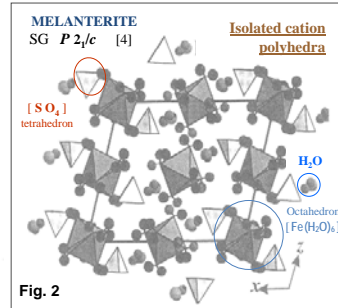 MELANTERITE
SG P 2₁/c [4]
Isolated cation
polyhedra
[ S O₄ ]
tetrahedron
H₂O
Octahedron
[Fe(H₂O)₆]
z
x
Fig. 2